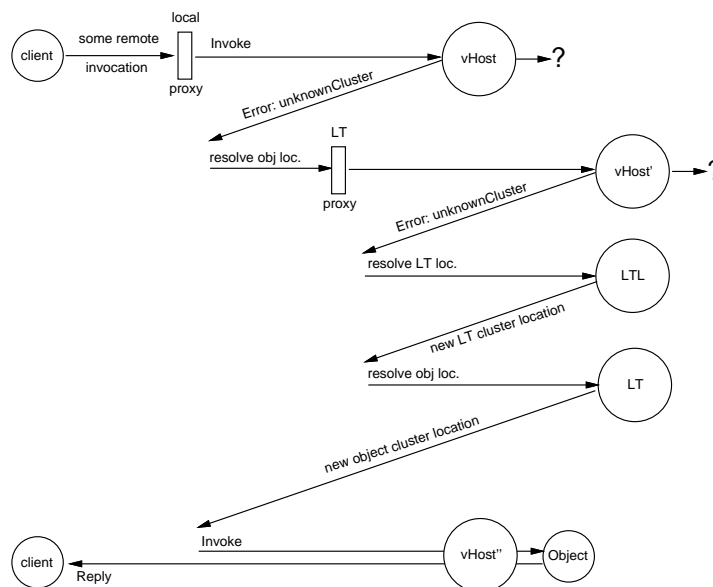 local
some remote
Invoke
client
vHost
?
invocation
proxy
Error: unknownCluster
LT
resolve obj loc.
vHost'
?
proxy
Error: unknownCluster
resolve LT loc.
LTL
new LT cluster location
resolve obj loc.
LT
new object cluster location
Invoke
client
vHost''
Object
Reply